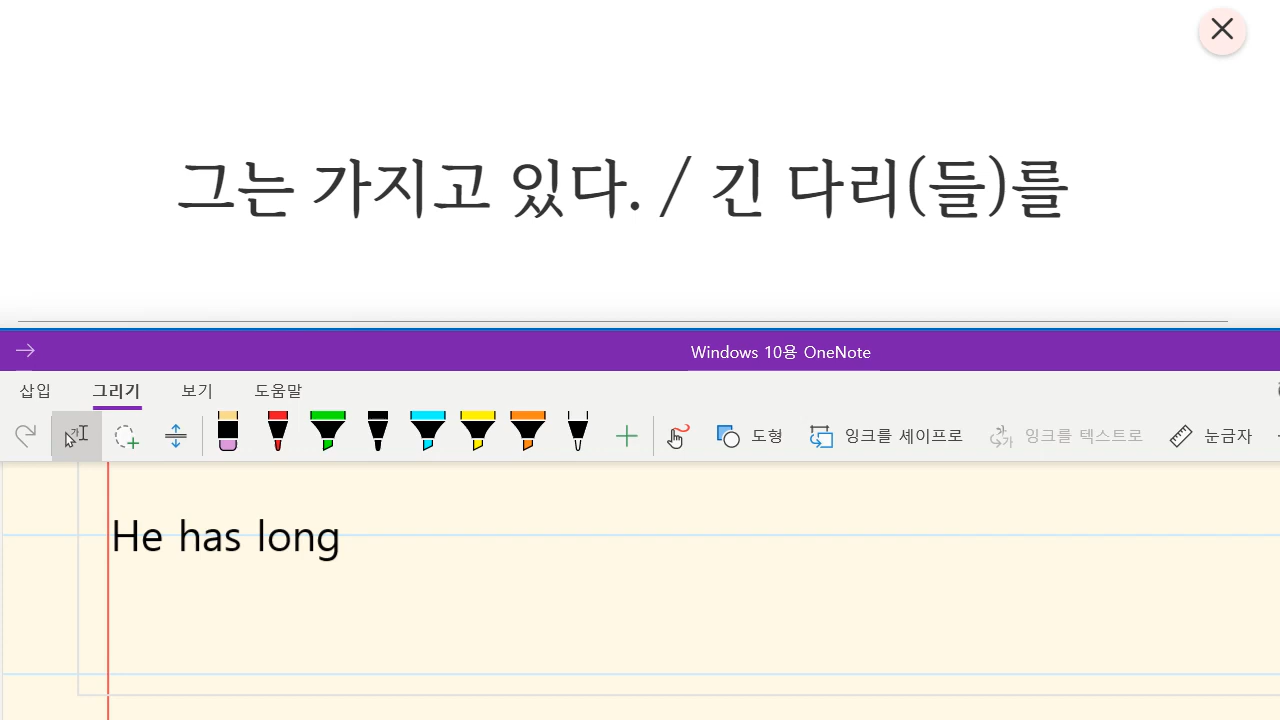 그는 가지고 있다. / 긴 다리(들)를
Windows 10용 OneNote
삽입 그리기 보기 도움말
가 도형 잉크를 셰이프로 가 잉크를 텍스트로 눈금자
He has long